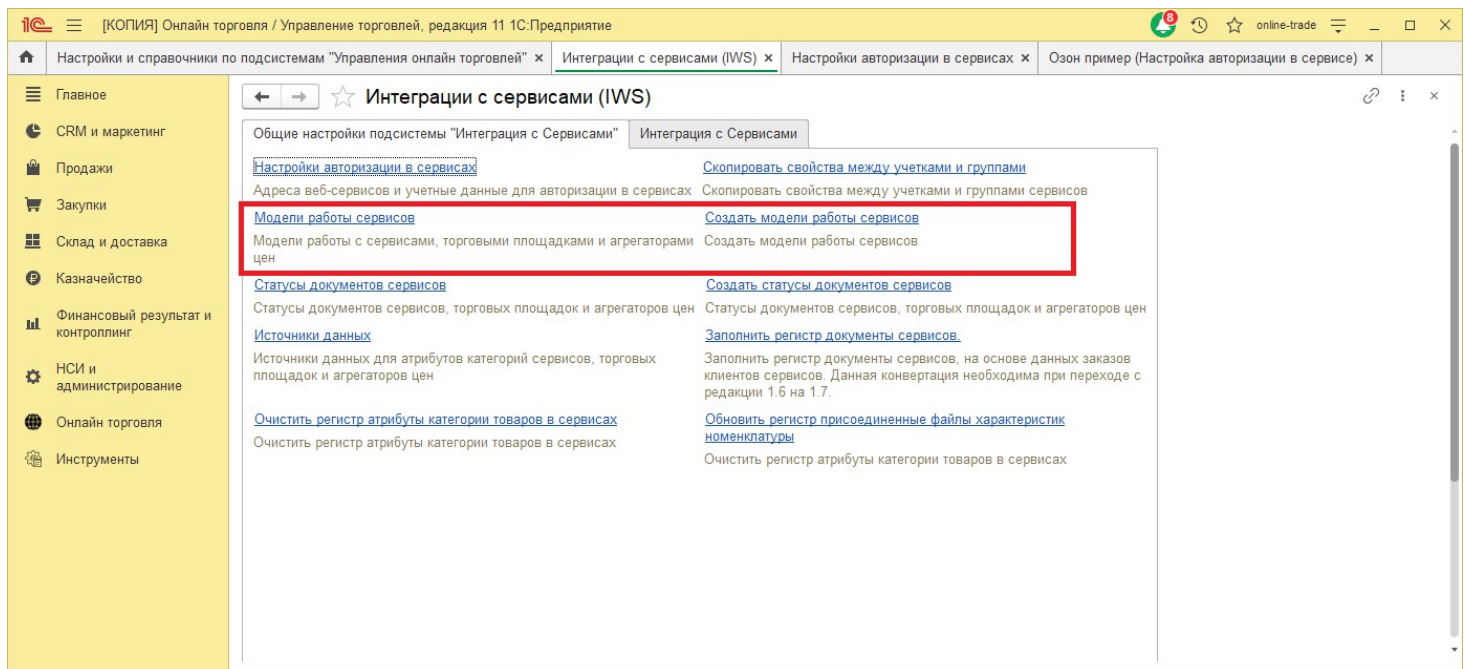 1С [КОПИЯ] Онлайн торговля / Управление торговлей, редакция 11 1С:Предприятие 8 online-trade
Настройки и справочники по подсистемам "Управления онлайн торговлей" Интеграции с сервисами (IWS) Настройки авторизации в сервисах Озон пример (Настройка авторизации в сервисе)
Главное
CRM и маркетинг
Продажи
Закупки
Склад и доставка
Казначейство
Финансовый результат и
контроллинг
НСИ и
администрирование
Онлайн торговля
Инструменты
Интеграции с сервисами (IWS)
Общие настройки подсистемы "Интеграция с Сервисами" Интеграция с Сервисами
Настройки авторизации в сервисах Скопировать свойства между учетками и группами
Адреса веб-сервисов и учетные данные для авторизации в сервисах Скопировать свойства между учетками и группами сервисов
Модели работы сервисов Создать модели работы сервисов
Модели работы с сервисами, торговыми площадками и агрегаторами Создать модели работы сервисов
цен
Статусы документов сервисов Создать статусы документов сервисов
Статусы документов сервисов, торговых площадок и агрегаторов цен Статусы документов сервисов, торговых площадок и агрегаторов цен
Источники данных Заполнить регистр документы сервисов.
Источники данных для атрибутов категорий сервисов, торговых Заполнить регистр документы сервисов, на основе данных заказов
площадок и агрегаторов цен клиентов сервисов. Данная конвертация необходима при переходе с
редакции 1.6 на 1.7.
Очистить регистр атрибуты категории товаров в сервисах Обновить регистр присоединенные файлы характеристик
номенклатуры
Очистить регистр атрибуты категории товаров в сервисах
Очистить регистр атрибуты категории товаров в сервисах